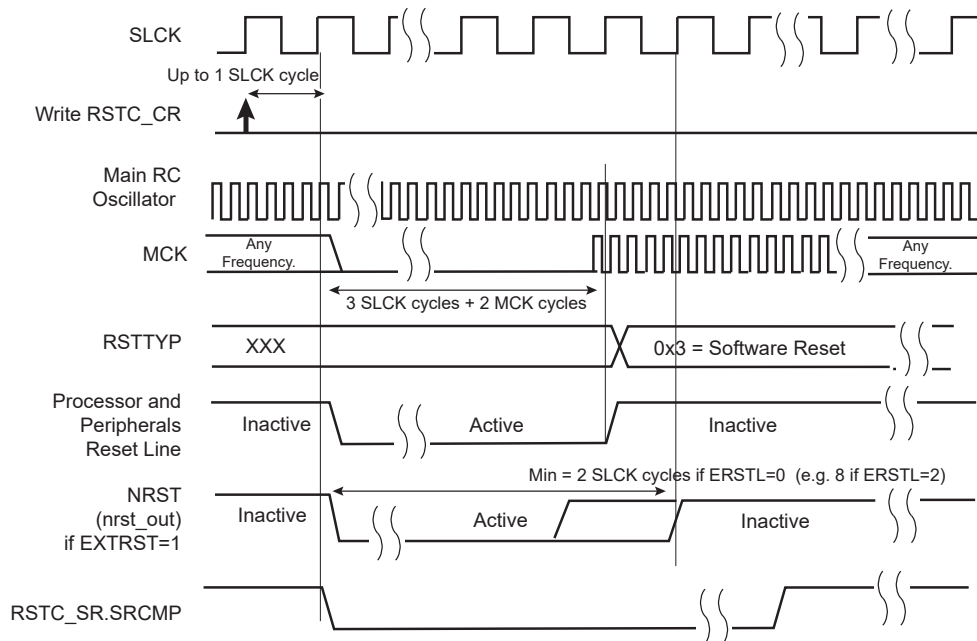 SLCK
Up to 1 SLCK cycle
Write RSTC_CR
Main RC
Oscillator
MCK
Any
Frequency.
Any
Frequency.
3 SLCK cycles + 2 MCK cycles
RSTTYP
XXX
0x3 = Software Reset
Processor and
Peripherals
Reset Line
Inactive
Active
Inactive
Min = 2 SLCK cycles if ERSTL=0 (e.g. 8 if ERSTL=2)
NRST
(nrst_out)
if EXTRST=1
Inactive
Active
Inactive
RSTC_SR.SRCMP